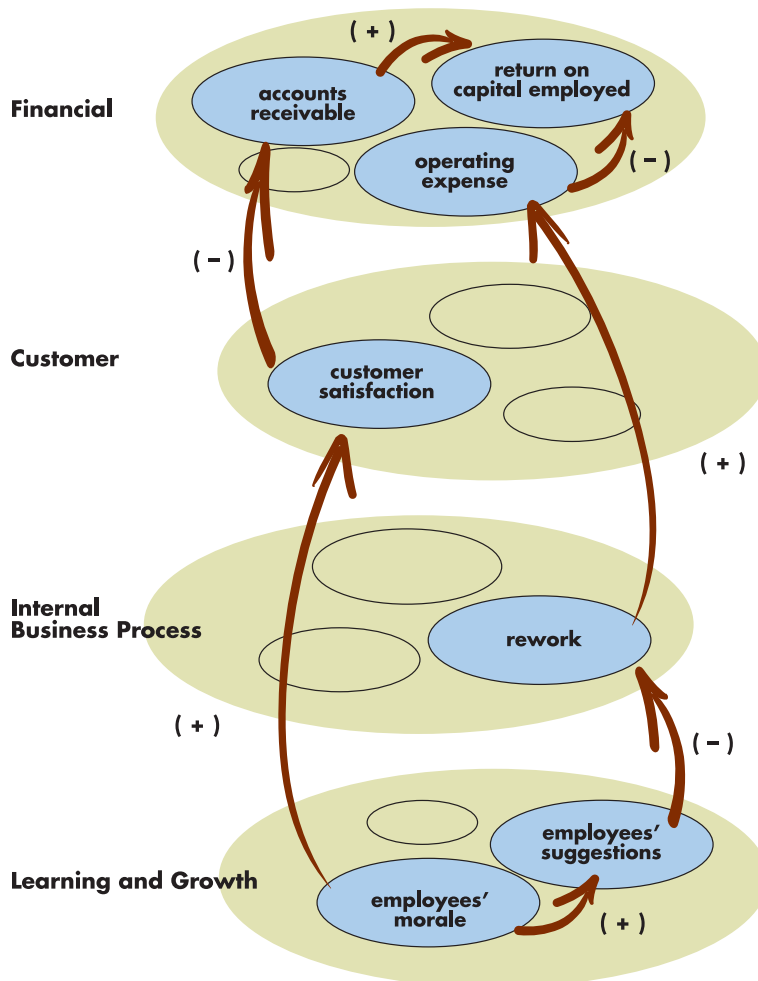 ( + )
return on
capital employed
accounts
receivable
Financial
operating
expense
( - )
( - )
Customer
customer
satisfaction
( + )
Internal
Business Process
rework
( + )
( - )
employees’
suggestions
Learning and Growth
employees’
morale
( + )